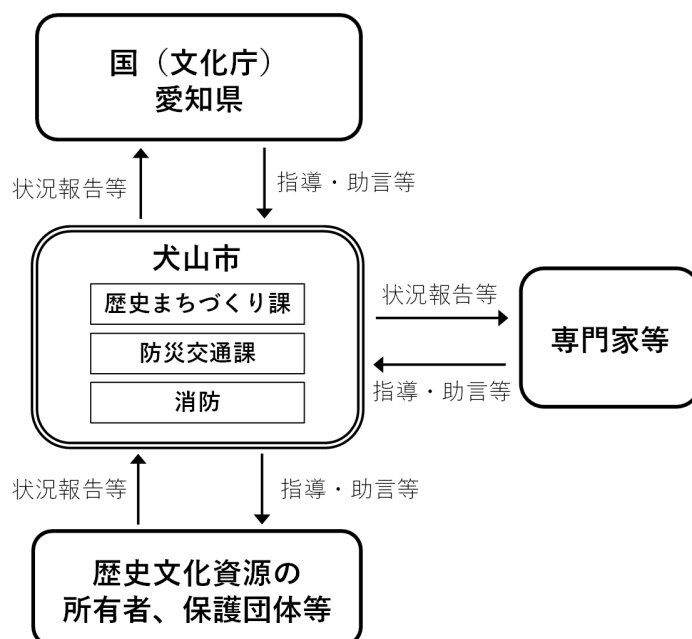 国（文化庁）
愛知県
状況報告等
指導・助言等
犬山市
歴史まちづくり課
防災交通課
消防
状況報告等
指導・助言等
専門家等
状況報告等
指導・助言等
歴史文化資源の
所有者、保護団体等